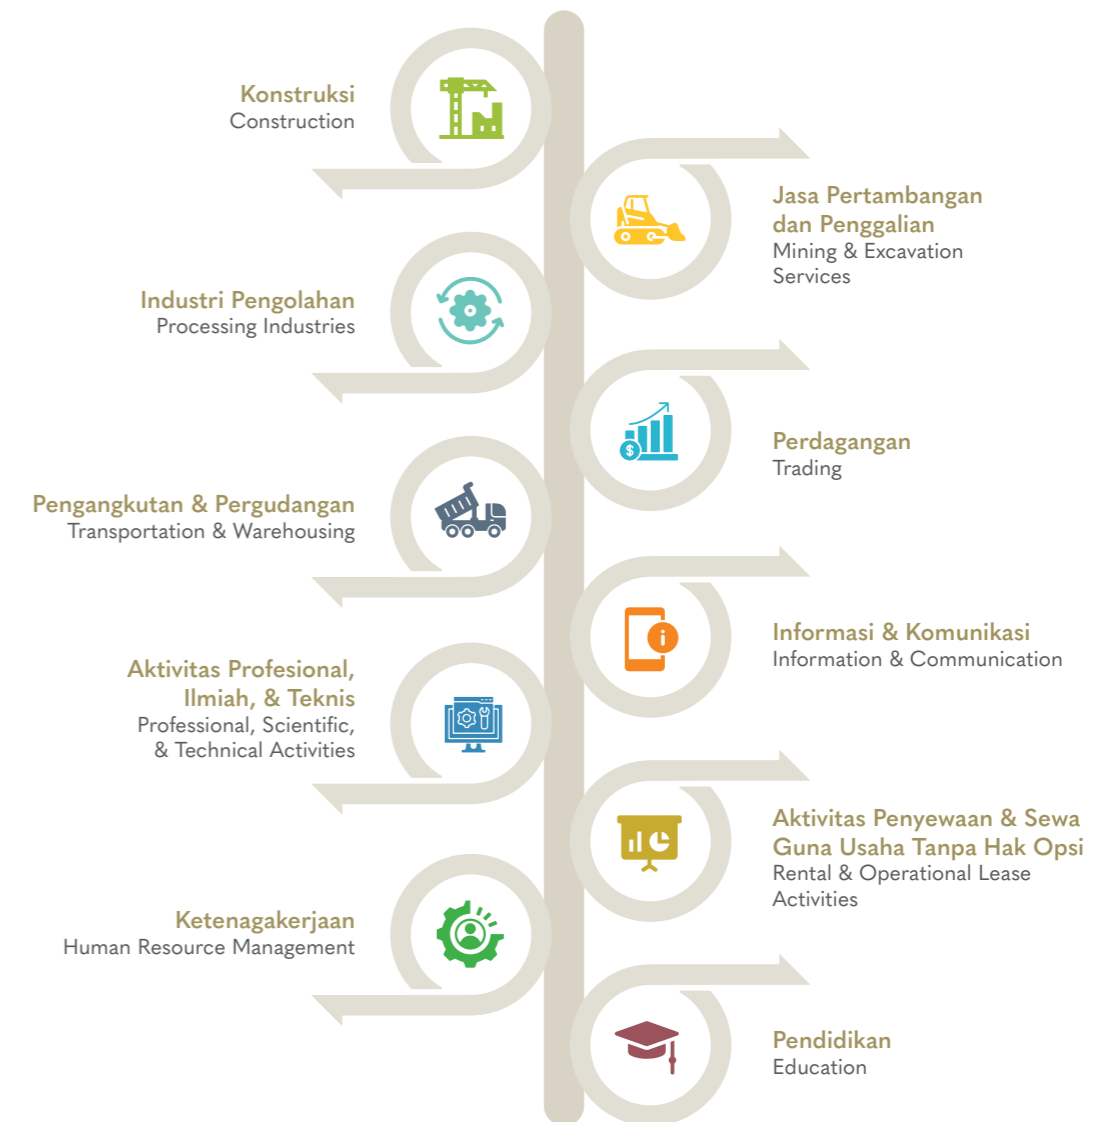 Konstruksi
Construction
Jasa Pertambangan
dan Penggalian
Mining & Excavation
Services
Industri Pengolahan
Processing Industries
Perdagangan
Trading
Pengangkutan & Pergudangan
Transportation & Warehousing
Informasi & Komunikasi
Information & Communication
Aktivitas Profesional,
Ilmiah, & Teknis
Professional, Scientific,
& Technical Activities
Aktivitas Penyewaan & Sewa
Guna Usaha Tanpa Hak Opsi
Rental & Operational Lease
Activities
Ketenagakerjaan
Human Resource Management
Pendidikan
Education